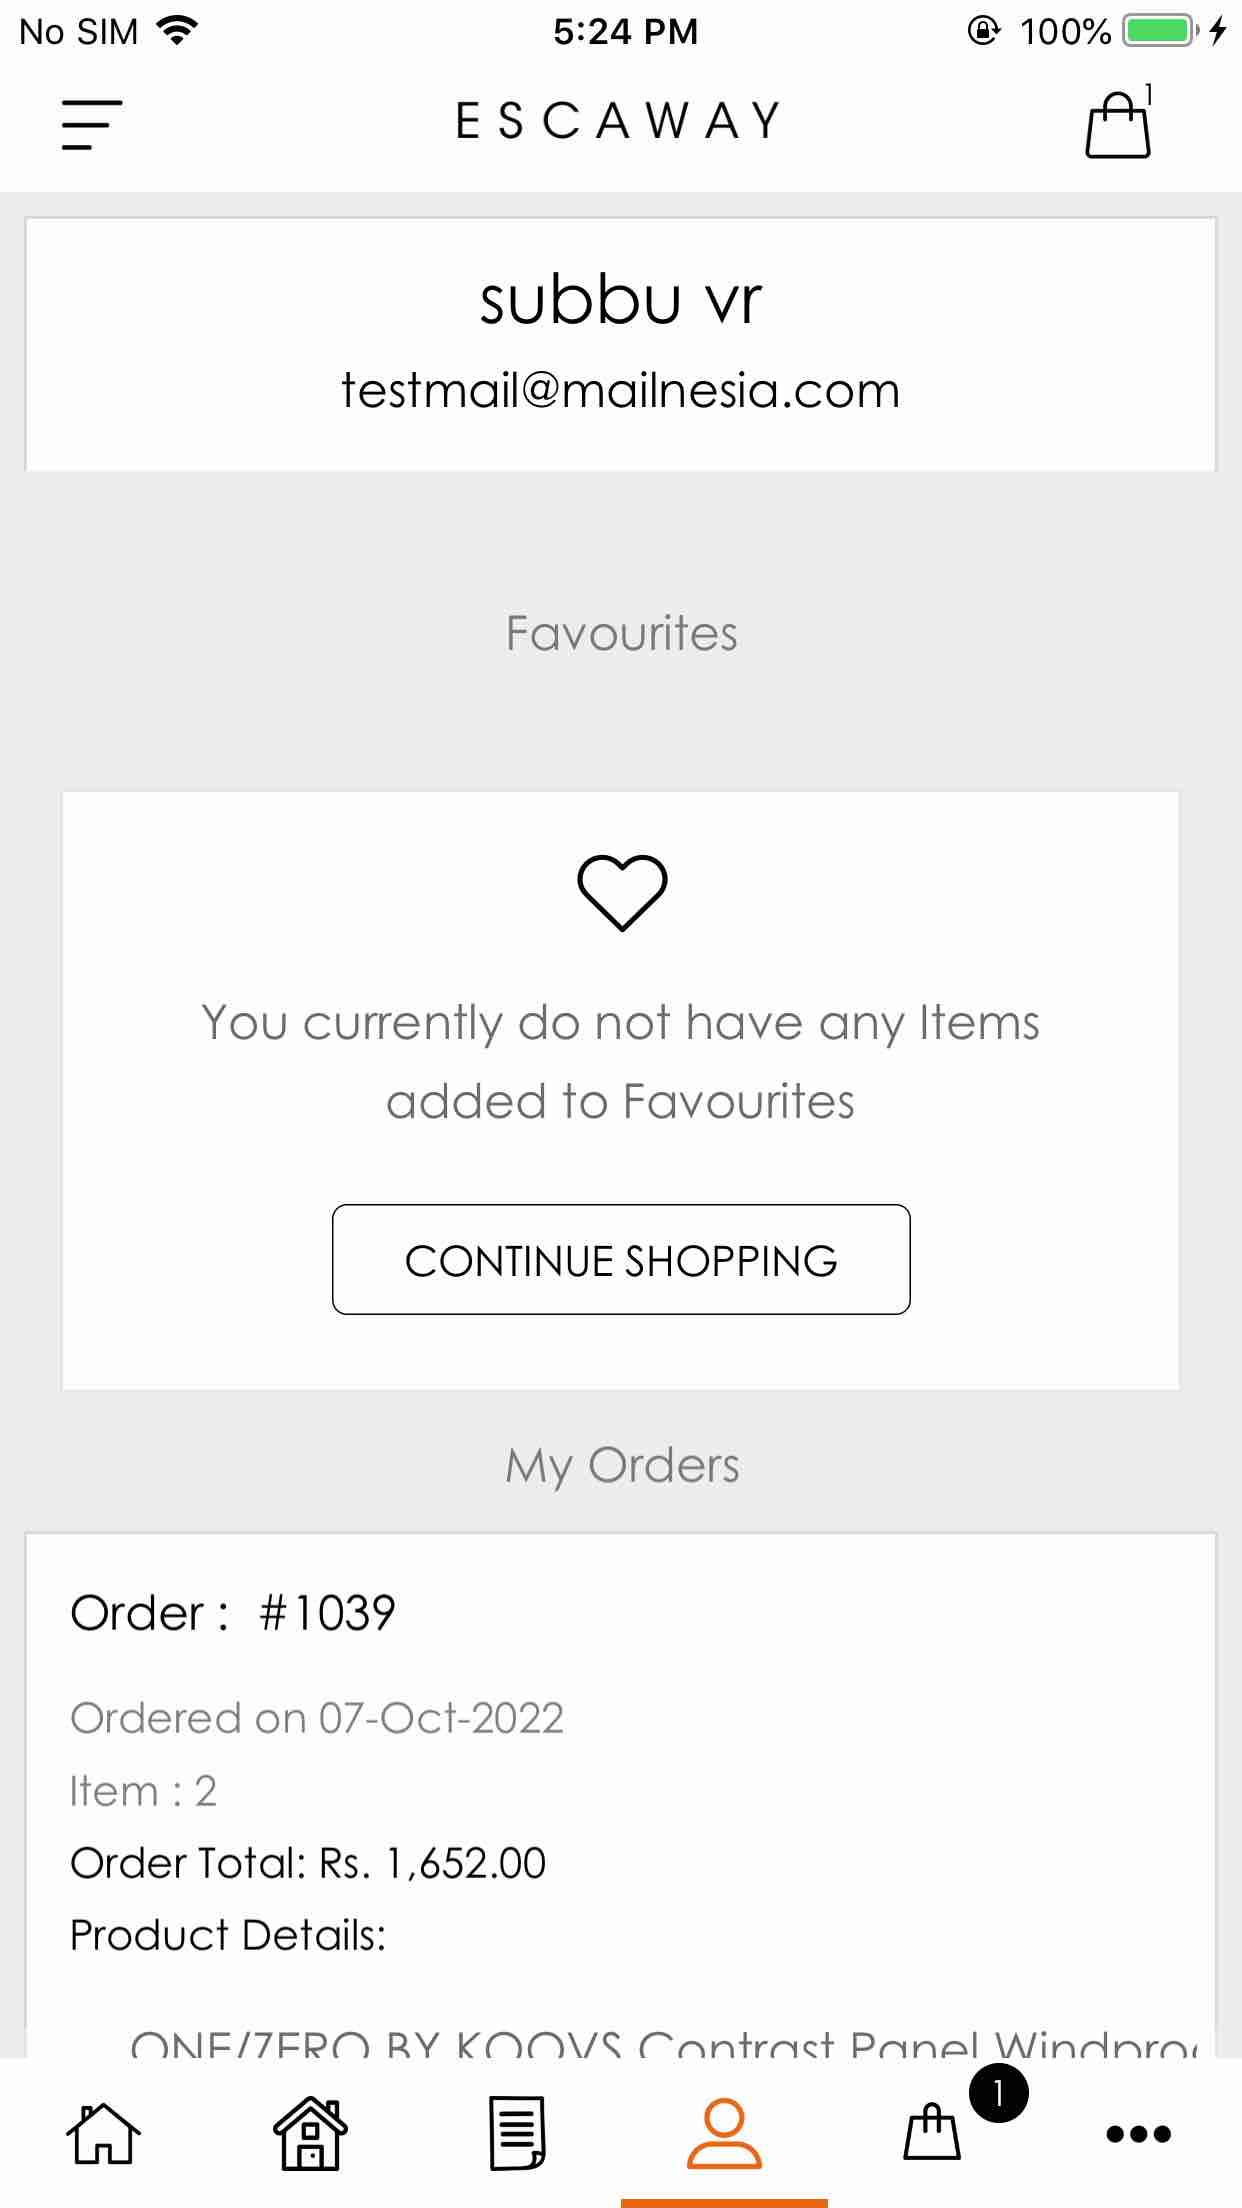 No SIM 5:24 PM 100%
ESCAWAY 1
subbu vr
testmail@mailnesia.com
Favourites
You currently do not have any Items
added to Favourites
CONTINUE SHOPPING
My Orders
Order : #1039
Ordered on 07-Oct-2022
Item : 2
Order Total: Rs. 1,652.00
Product Details:
ONE/ZERO BY KOOVS Contrast Panel
1